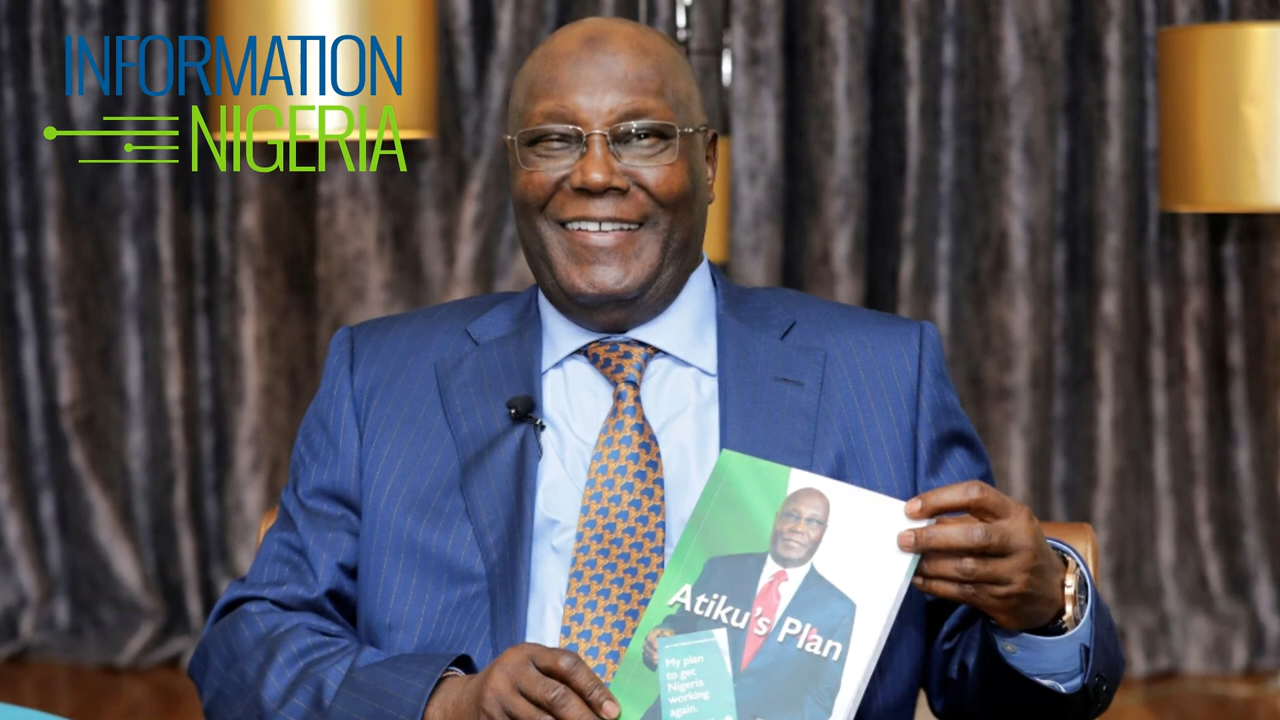 INFORMATION
NIGERIA
Atiku's Plan
My plan
to get
Nigeria
working
again.